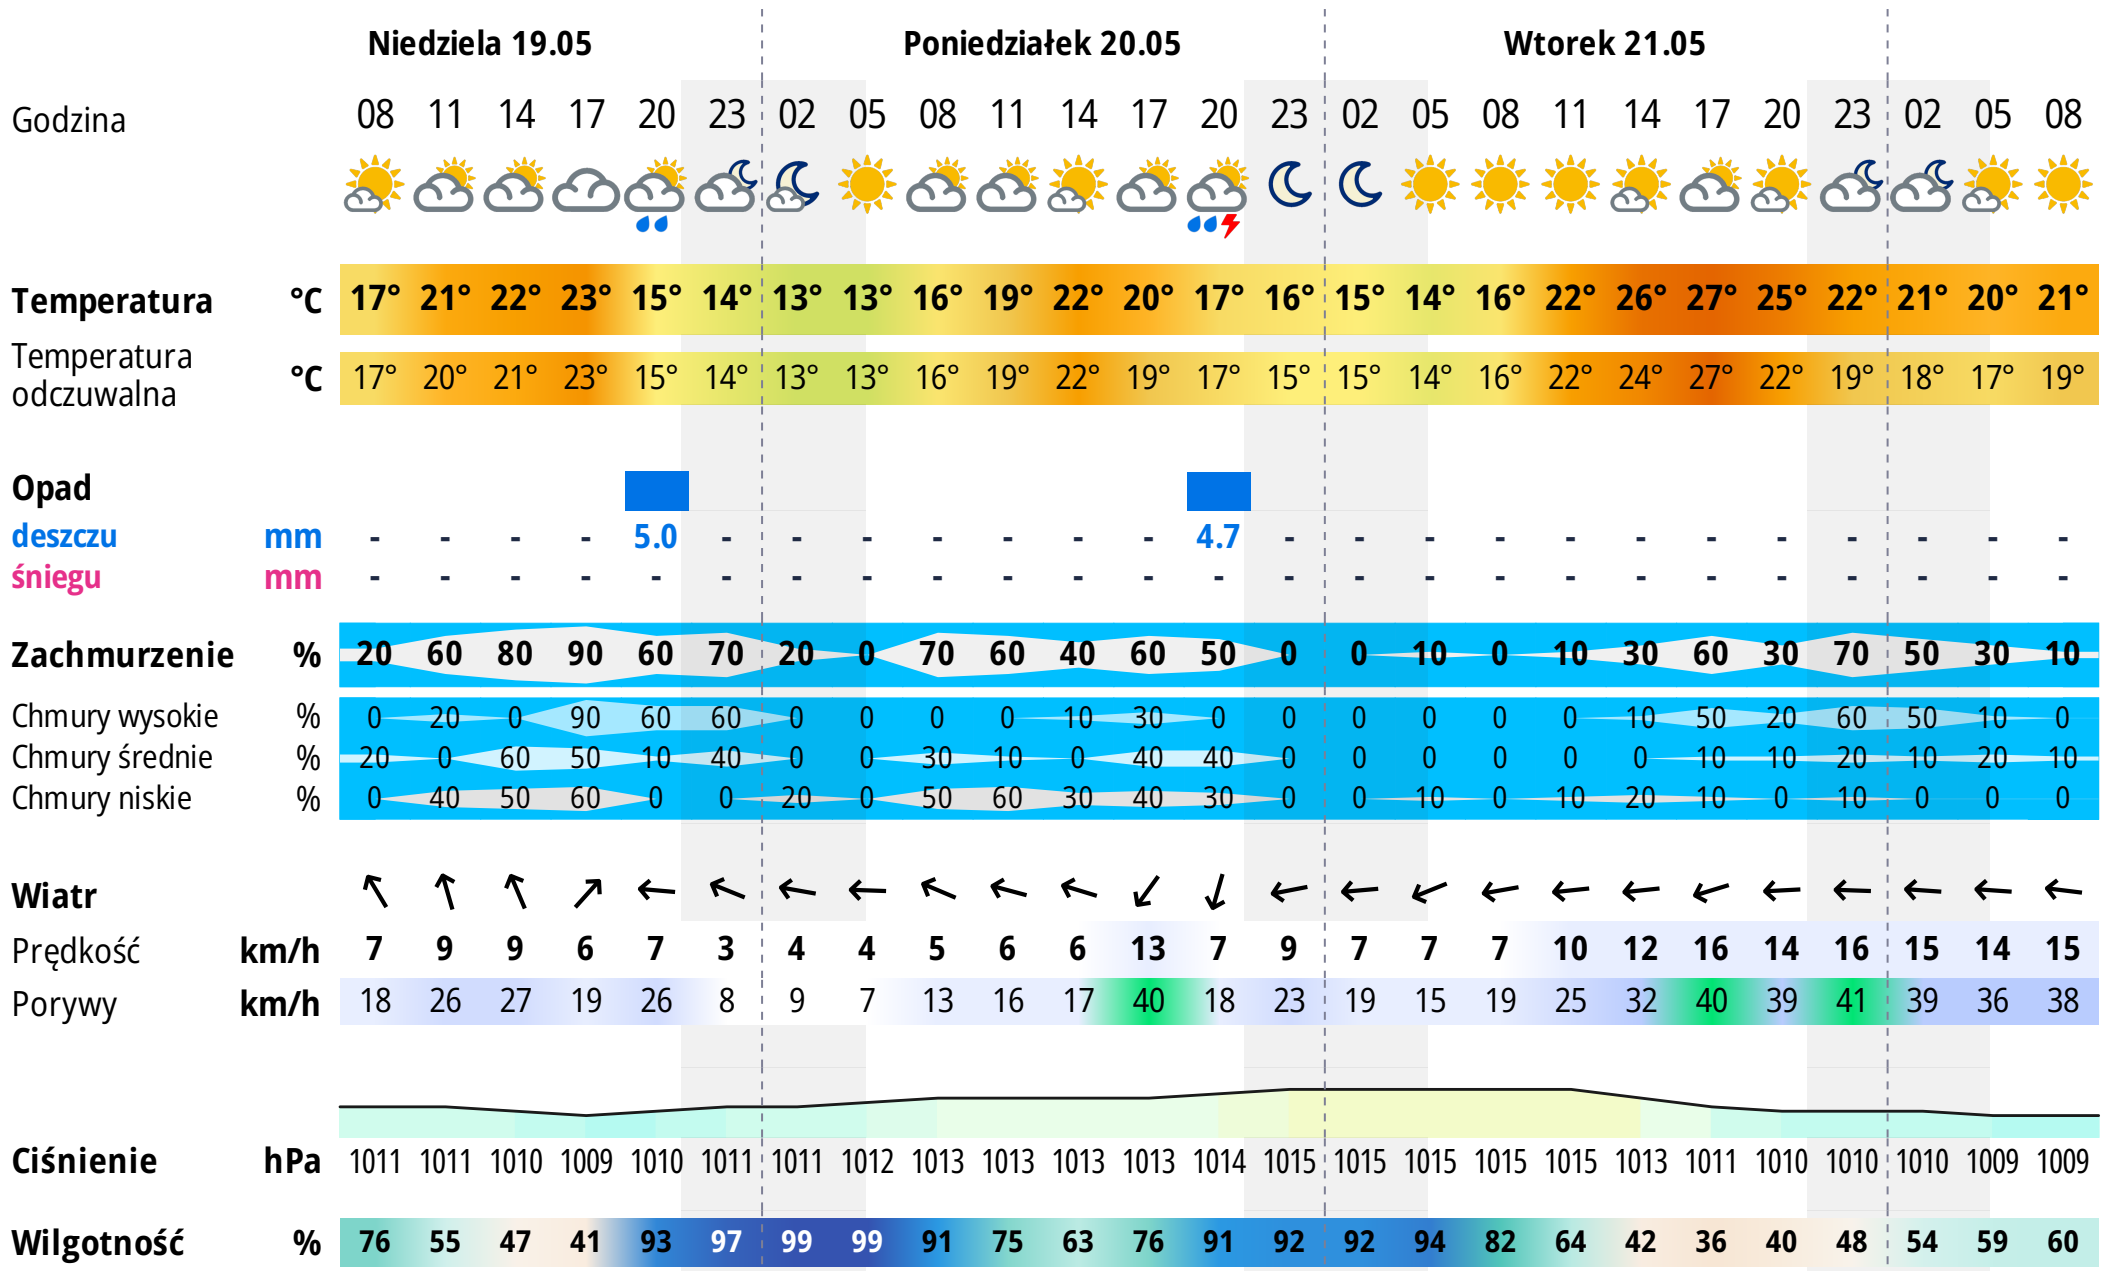 Niedziela 19.05 Poniedziałek 20.05 Wtorek 21.05
Godzina 08 11 14 17 20 23 02 05 08 11 14 17 20 23 02 05 08 11 14 17 20 23 02 05 08
Temperatura °C 17° 21° 22° 23° 15° 14° 13° 13° 16° 19° 22° 20° 17° 16° 15° 14° 16° 22° 26° 27° 25° 22° 21° 20° 21°
Temperatura
odczuwalna °C 17° 20° 21° 23° 15° 14° 13° 13° 16° 19° 22° 19° 17° 15° 15° 14° 16° 22° 24° 27° 22° 19° 18° 17° 19°
Opad
deszczu mm - - - - 5.0 - - - - - - - 4.7 - - - - - - - - - - - -
śniegu mm - - - - - - - - - - - - - - - - - - - - - - - - -
Zachmurzenie % 20 60 80 90 60 70 20 0 70 60 40 60 50 0 0 10 0 10 30 60 30 70 50 30 10
Chmury wysokie % 0 20 0 90 60 60 0 0 0 0 10 30 0 0 0 0 0 0 10 50 20 60 50 10 0
Chmury średnie % 20 0 60 50 10 40 0 0 30 10 0 40 40 0 0 0 0 0 0 10 10 20 10 20 10
Chmury niskie % 0 40 50 60 0 0 20 0 50 60 30 40 30 0 0 10 0 10 20 10 0 10 0 0 0
Wiatr
Prędkość km/h 7 9 9 6 7 3 4 4 5 6 6 13 7 9 7 7 7 10 12 16 14 16 15 14 15
Porywy km/h 18 26 27 19 26 8 9 7 13 16 17 40 18 23 19 15 19 25 32 40 39 41 39 36 38
Ciśnienie hPa 1011 1011 1010 1009 1010 1011 1011 1012 1013 1013 1013 1013 1014 1015 1015 1015 1015 1015 1013 1011 1010 1010 1010 1009 1009
Wilgotność % 76 55 47 41 93 97 99 99 91 75 63 76 91 92 92 94 82 64 42 36 40 48 54 59 60